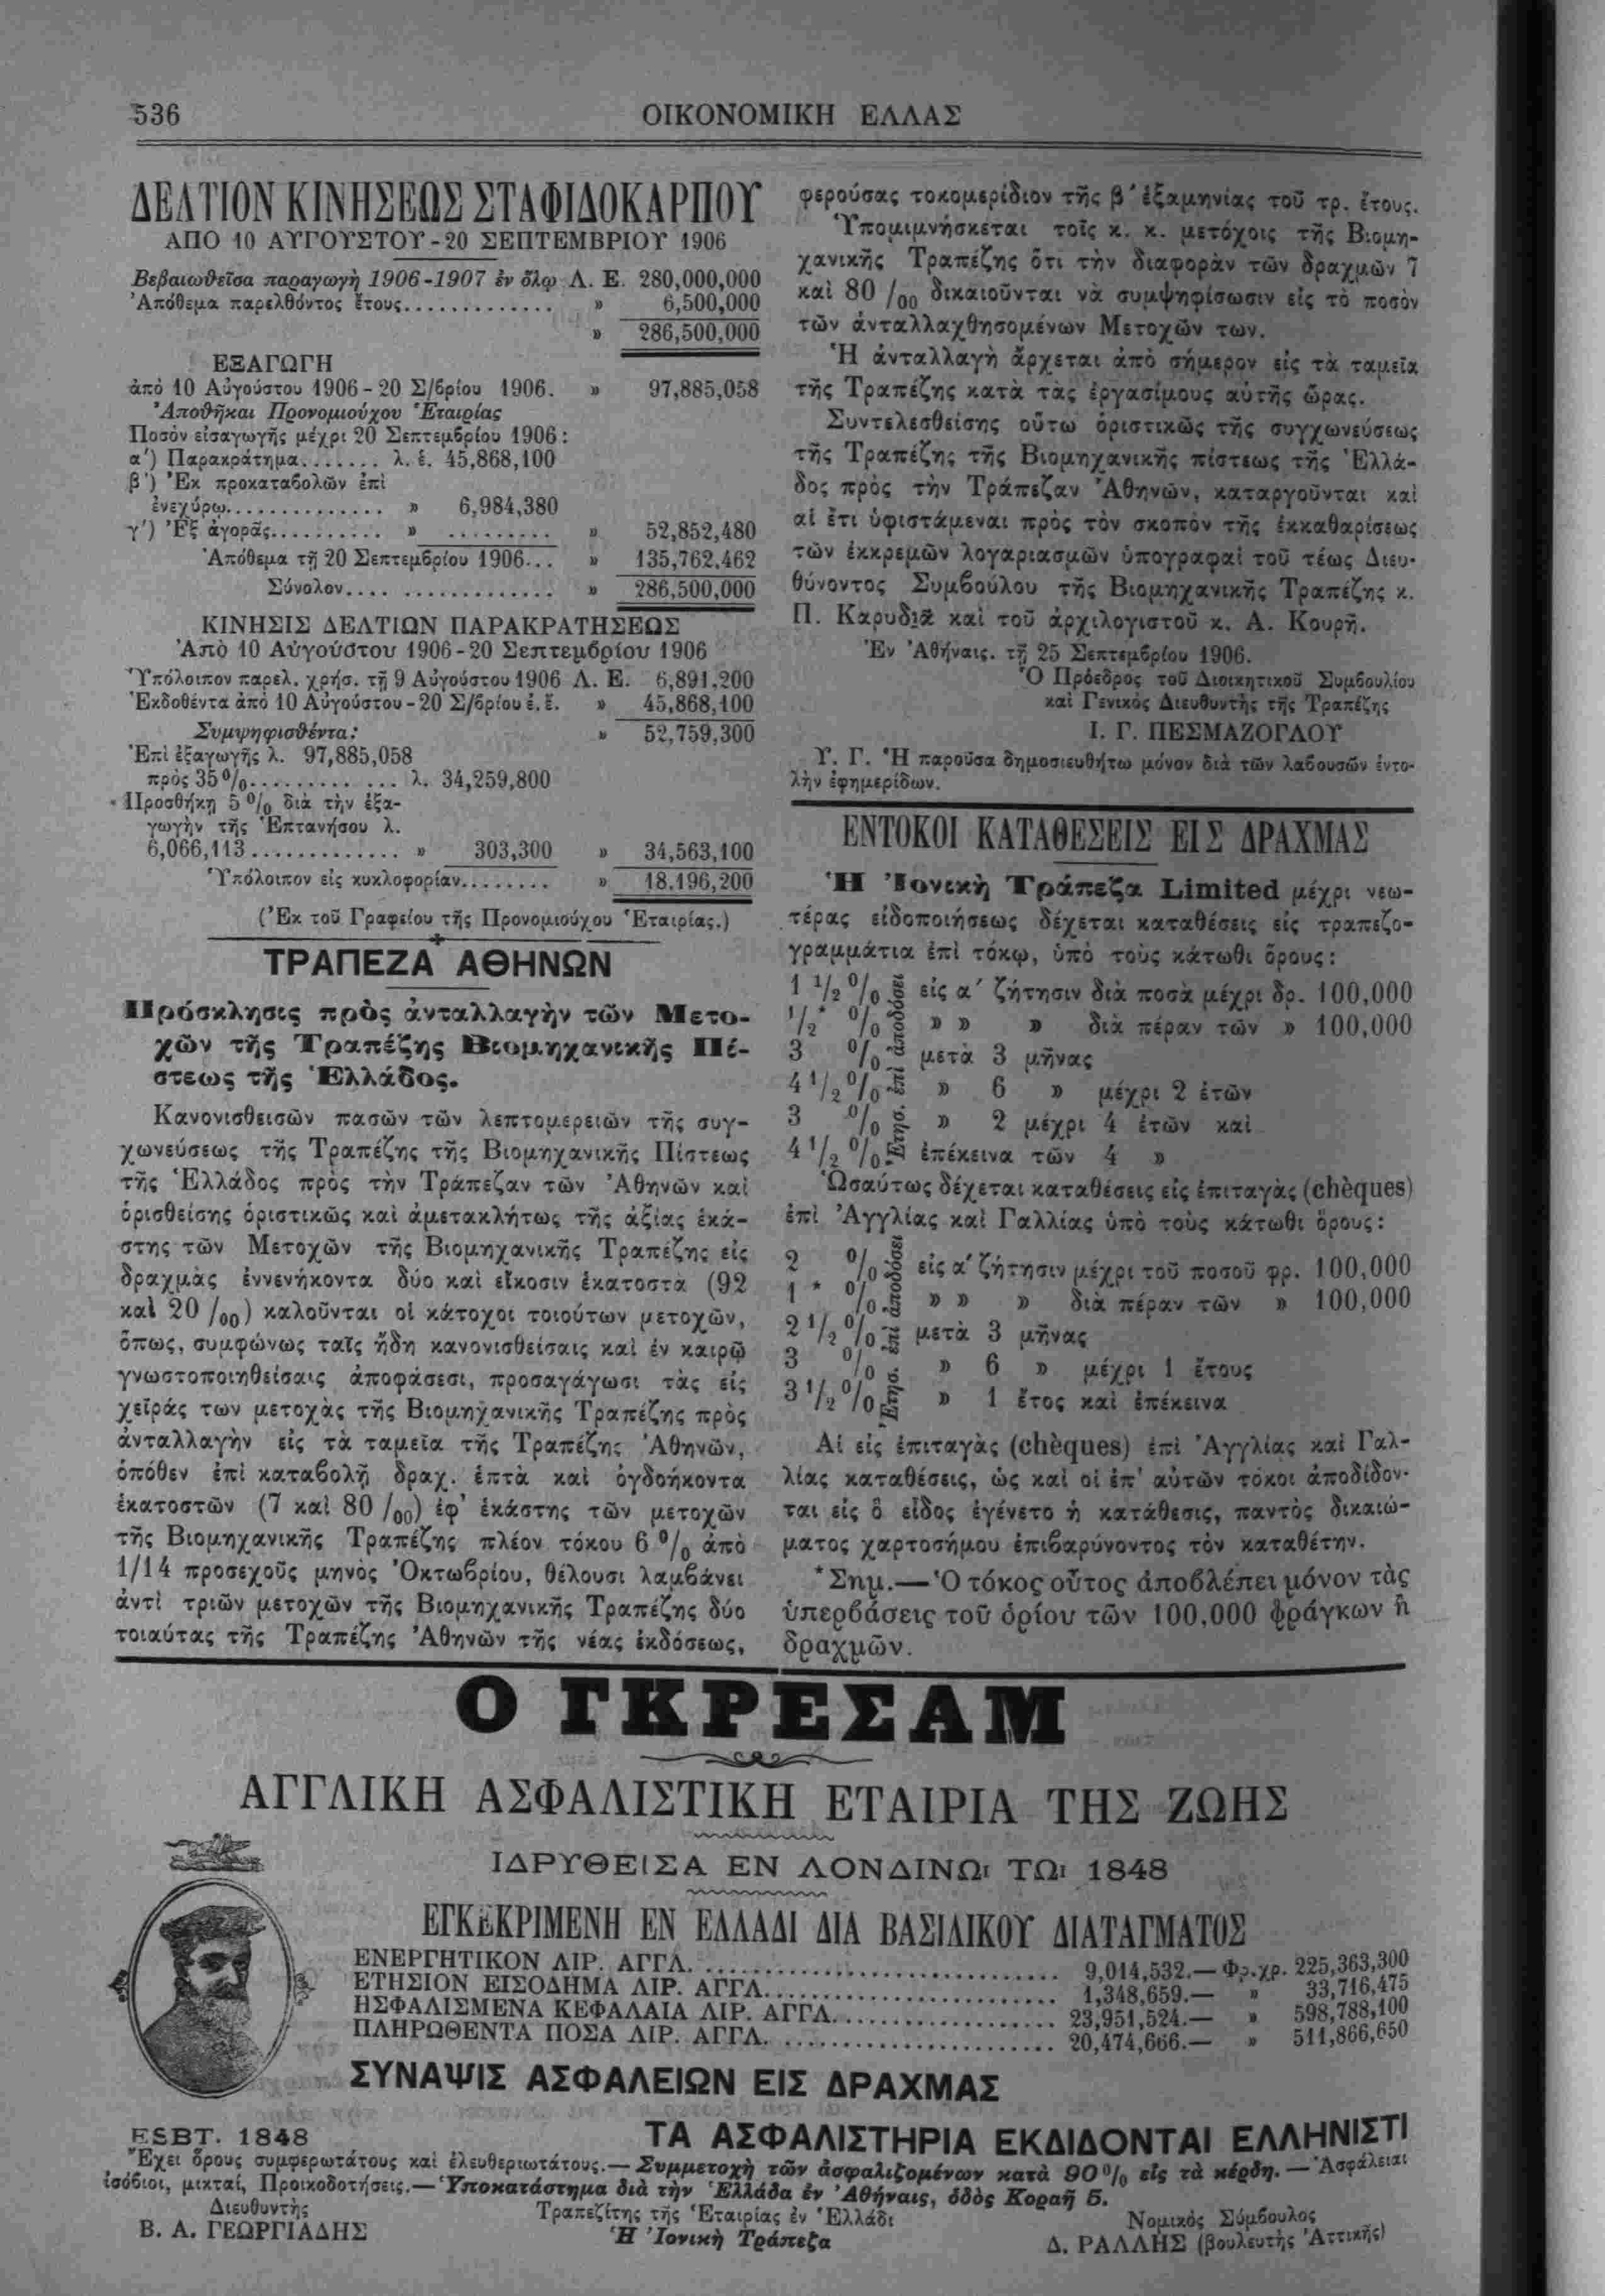 536
ΟΙΚΟΝΟΜΙΚΗ ΕΛΛΑΣ
ΔΕΛΤΙΟΝ ΚΙΝΗΣΕΩΣ ΣΤΑΦΙΔΟΚΑΡΠΟΥ
ΑΠΟ 10 ΑΥΓΟΥΣΤΟΥ - 20 ΣΕΠΤΕΜΒΡΙΟΥ 1906
Βεβαιωθεῖσα παραγωγὴ 1906-1907 ἐν ὅλῳ Λ. Ε. 280,000,000
Ἀπόθεμα παρελθόντος ἔτους............. » 6,500,000
» 286,500,000
ΕΞΑΓΩΓΗ
ἀπό 10 Αὐγούστου 1906 - 20 Σ/βρίου 1906. » 97,885,058
Ἀποθῆκαι Προνομιούχου Ἑταιρίας
Ποσὸν εἰσαγωγῆς μέχρι 20 Σεπτεμβρίου 1906:
α΄) Παρακράτημα....... λ. ἑ. 45,868,100
β΄) Ἐκ προκαταβολῶν ἐπὶ
ἐνεχύρῳ.............. » 6,984,380
γ΄) Ἐξ ἀγορᾶς.......... » ......... » 52,852,480
Ἀπόθεμα τῇ 20 Σεπτεμβρίου 1906... » 135,762,462
Σύνολον.... ............. » 286,500,000
ΚΙΝΗΣΙΣ ΔΕΛΤΙΩΝ ΠΑΡΑΚΡΑΤΗΣΕΩΣ
Ἀπὸ 10 Αὐγούστου 1906 - 20 Σεπτεμβρίου 1906
Ὑπόλοιπον παρελ. χρήσ. τῇ 9 Αὐγούστου 1906 Λ. Ε. 6,891,200
Ἐκδοθέντα ἀπὸ 10 Αὐγούστου - 20 Σ/βρίου ἐ. ἔ. » 45,868,100
Συμψηφισθέντα: » 52,759,300
Ἐπὶ ἐξαγωγῆς λ. 97,885,058
πρὸς 35 %............. λ. 34,259,800
Προσθήκη 5 % διὰ τὴν ἐξα-
γωγὴν τῆς Ἑπτανήσου λ.
6,066,113............. » 303,300 » 34,563,100
Ὑπόλοιπον εἰς κυκλοφορίαν........ » 18.196,200
(Ἐκ τοῦ Γραφείου τῆς Προνομιούχου Ἑταιρίας.)
ΤΡΑΠΕΖΑ ΑΘΗΝΩΝ
Πρόσκλησις πρὸς ἀνταλλαγὴν τῶν Μετο-
χῶν τῆς Τραπέζης Βιομηχανικῆς Πί-
στεως τῆς Ἑλλάδος.
Κανονισθεισῶν πασῶν τῶν λεπτομερειῶν τῆς συγ-
χωνεύσεως τῆς Τραπέζης τῆς Βιομηχανικῆς Πίστεως
τῆς Ἑλλάδος πρὸς τὴν Τράπεζαν τῶν Ἀθηνῶν καὶ
ὁρισθείσης ὁριστικῶς καὶ ἀμετακλήτως τῆς ἀξίας ἑκά-
στης τῶν Μετοχῶν τῆς Βιομηχανικῆς Τραπέζης εἰς
δραχμὰς ἐννενήκοντα δύο καὶ εἴκοσιν ἑκατοστὰ (92
καὶ 20 /00) καλοῦνται οἱ κάτοχοι τοιούτων μετοχῶν,
ὅπως, συμφώνως ταῖς ἤδη κανονισθείσαις καὶ ἐν καιρῷ
γνωστοποιηθείσαις ἀποφάσεσι, προσαγάγωσι τὰς εἰς
χεῖράς των μετοχὰς τῆς Βιομηχανικῆς Τραπέζης πρὸς
ἀνταλλαγὴν εἰς τὰ ταμεῖα τῆς Τραπέζης Ἀθηνῶν,
ὁπόθεν ἐπὶ καταβολῇ δραχ. ἑπτὰ καὶ ὀγδοήκοντα
ἑκατοστῶν (7 καὶ 80 /00) ἐφ' ἑκάστης τῶν μετοχῶν
τῆς Βιομηχανικῆς Τραπέζης πλέον τόκου 6 % ἀπὸ
1/14 προσεχοῦς μηνὸς Ὀκτωβρίου, θέλουσι λαμβάνει
ἀντὶ τριῶν μετοχῶν τῆς Βιομηχανικῆς Τραπέζης δύο
τοιαύτας τῆς Τραπέζης Ἀθηνῶν τῆς νέας ἐκδόσεως,
φερούσας τοκομερίδιον τῆς β΄ ἑξαμηνίας τοῦ τρ. ἔτους.
Ὑπομιμνήσκεται τοῖς κ. κ. μετόχοις τῆς Βιομη-
χανικῆς Τραπέζης ὅτι τὴν διαφορὰν τῶν δραχμῶν 7
καὶ 80 /00 δικαιοῦνται νὰ συμψηφίσωσιν εἰς τὸ ποσὸν
τῶν ἀνταλλαχθησομένων Μετοχῶν των.
Ἡ ἀνταλλαγὴ ἄρχεται ἀπὸ σήμερον εἰς τὰ ταμεῖα
τῆς Τραπέζης κατὰ τὰς ἐργασίμους αὐτῆς ὥρας.
Συντελεσθείσης οὕτω ὁριστικῶς τῆς συγχωνεύσεως
τῆς Τραπέζης τῆς Βιομηχανικῆς πίστεως τῆς Ἑλλά-
δος πρὸς τὴν Τράπεζαν Ἀθηνῶν, καταργοῦνται καὶ
αἱ ἔτι ὑφιστάμεναι πρὸς τὸν σκοπὸν τῆς ἐκκαθαρίσεως
τῶν ἐκκρεμῶν λογαριασμῶν ὑπογραφαὶ τοῦ τέως Διευ-
θύνοντος Συμβούλου τῆς Βιομηχανικῆς Τραπέζης κ.
Π. Καρυδιᾶ καὶ τοῦ ἀρχιλογιστοῦ κ. Α. Κουρῆ.
Ἐν Ἀθήναις. τῇ 25 Σεπτεμβρίου 1906.
Ὁ Πρόεδρος τοῦ Διοικητικοῦ Συμβουλίου
καὶ Γενικὸς Διευθυντὴς τῆς Τραπέζης
Ι. Γ. ΠΕΣΜΑΖΟΓΛΟΥ
Υ. Γ. Ἡ παροῦσα δημοσιευθήτω μόνον διὰ τῶν λαβουσῶν ἐντο-
λὴν ἐφημερίδων.
ΕΝΤΟΚΟΙ ΚΑΤΑΘΕΣΕΙΣ ΕΙΣ ΔΡΑΧΜΑΣ
Ἡ Ἰονικὴ Τράπεζα Limited μέχρι νεω-
τέρας εἰδοποιήσεως δέχεται καταθέσεις εἰς τραπεζο-
γραμμάτια ἐπὶ τόκῳ, ὑπὸ τοὺς κάτωθι ὅρους:
Ἐτησ. ἐπὶ ἀποδόσει
1 1/2 % εἰς α΄ ζήτησιν διὰ ποσὰ μέχρι δρ. 100,000
1/2* % » » » διὰ πέραν τῶν » 100,000
3 % μετὰ 3 μῆνας
4 1/2 % » 6 » μέχρι 2 ἐτῶν
3 % » 2 μέχρι 4 ἐτῶν καὶ
4 1/2 % ἐπέκεινα τῶν 4 »
Ὡσαύτως δέχεται καταθέσεις εἰς ἐπιταγὰς (chèques)
ἐπὶ Ἀγγλίας καὶ Γαλλίας ὑπὸ τοὺς κάτωθι ὅρους:
Ἐτησ. ἐπὶ ἀποδόσει
2 % εἰς α΄ ζήτησιν μέχρι τοῦ ποσοῦ φρ. 100,000
1 * % » » » διὰ πέραν τῶν » 100,000
2 1/2 % μετὰ 3 μῆνας
3 % » 6 » μέχρι 1 ἔτους
3 1/2 % » 1 ἔτος καὶ ἐπέκεινα
Αἱ εἰς ἐπιταγὰς (chèques) ἐπὶ Ἀγγλίας καὶ Γαλ-
λίας καταθέσεις, ὡς καὶ οἱ ἐπ' αὐτῶν τόκοι ἀποδίδον-
ται εἰς ὃ εἶδος ἐγένετο ἡ κατάθεσις, παντὸς δικαιώ-
ματος χαρτοσήμου ἐπιβαρύνοντος τὸν καταθέτην.
* Σημ.—Ὁ τόκος οὗτος ἀποβλέπει μόνον τὰς
ὑπερβάσεις τοῦ ὁρίου τῶν 100,000 φράγκων ἢ
δραχμῶν.
Ο ΓΚΡΕΣΑΜ
ΑΓΓΛΙΚΗ ΑΣΦΑΛΙΣΤΙΚΗ ΕΤΑΙΡΙΑ ΤΗΣ ΖΩΗΣ
ΙΔΡΥΘΕΙΣΑ ΕΝ ΛΟΝΔΙΝΩι ΤΩι 1848
ΕΓΚΕΚΡΙΜΕΝΗ ΕΝ ΕΛΛΑΔΙ ΔΙΑ ΒΑΣΙΛΙΚΟΥ ΔΙΑΤΑΓΜΑΤΟΣ
ΕΝΕΡΓΗΤΙΚΟΝ ΛΙΡ. ΑΓΓΛ. .............................. 9,014,532.— Φρ.χρ. 225,363,300
ΕΤΗΣΙΟΝ ΕΙΣΟΔΗΜΑ ΛΙΡ. ΑΓΓΛ......................... 1,348,659.— » 33,716,475
ΗΣΦΑΛΙΣΜΕΝΑ ΚΕΦΑΛΑΙΑ ΛΙΡ. ΑΓΓΛ................... 23,951,524.— » 598,788,100
ΠΛΗΡΩΘΕΝΤΑ ΠΟΣΑ ΛΙΡ. ΑΓΓΛ. ....................... 20,474,666.— » 511,866,650
ΣΥΝΑΨΙΣ ΑΣΦΑΛΕΙΩΝ ΕΙΣ ΔΡΑΧΜΑΣ
ESBT. 1848
ΤΑ ΑΣΦΑΛΙΣΤΗΡΙΑ ΕΚΔΙΔΟΝΤΑΙ ΕΛΛΗΝΙΣΤΙ
Ἔχει ὅρους συμφερωτάτους καὶ ἐλευθεριωτάτους.— Συμμετοχὴ τῶν ἀσφαλιζομένων κατὰ 90 % εἰς τὰ κέρδη.— Ἀσφάλειαι
ἰσόβιοι, μικταί, Προικοδοτήσεις.— Ὑποκατάστημα διὰ τὴν Ἑλλάδα ἐν Ἀθήναις, ὁδὸς Κοραῆ 5.
Διευθυντὴς
Β. Α. ΓΕΩΡΓΙΑΔΗΣ
Τραπεζίτης τῆς Ἑταιρίας ἐν Ἑλλάδι
Ἡ Ἰονικὴ Τράπεζα
Νομικὸς Σύμβουλος
Δ. ΡΑΛΛΗΣ (βουλευτὴς Ἀττικῆς)